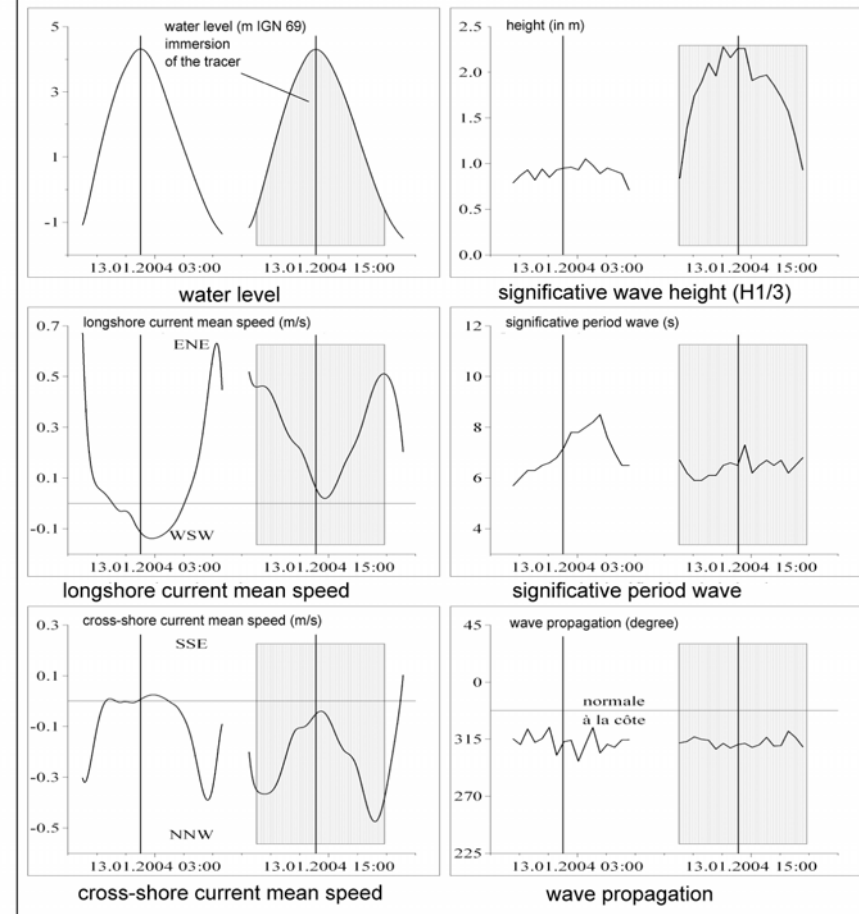 water level (m IGN 69)
immersion
of the tracer
5
3
1
-1
13.01.2004 03:00
13.01.2004 15:00
water level
height (in m)
2.5
2.0
1.5
1.0
0.5
0.0
13.01.2004 03:00
13.01.2004 15:00
significative wave height (H1/3)
longshore current mean speed (m/s)
0.7
0.5
0.3
0.1
-0.1
ENE
WSW
13.01.2004 03:00
13.01.2004 15:00
longshore current mean speed
significative period wave (s)
12
10
8
6
4
13.01.2004 03:00
13.01.2004 15:00
significative period wave
cross-shore current mean speed (m/s)
0.3
0.1
-0.1
-0.3
-0.5
SSE
NNW
13.01.2004 03:00
13.01.2004 15:00
cross-shore current mean speed
wave propagation (degree)
45
0
315
270
225
normale
à la côte
13.01.2004 03:00
13.01.2004 15:00
wave propagation